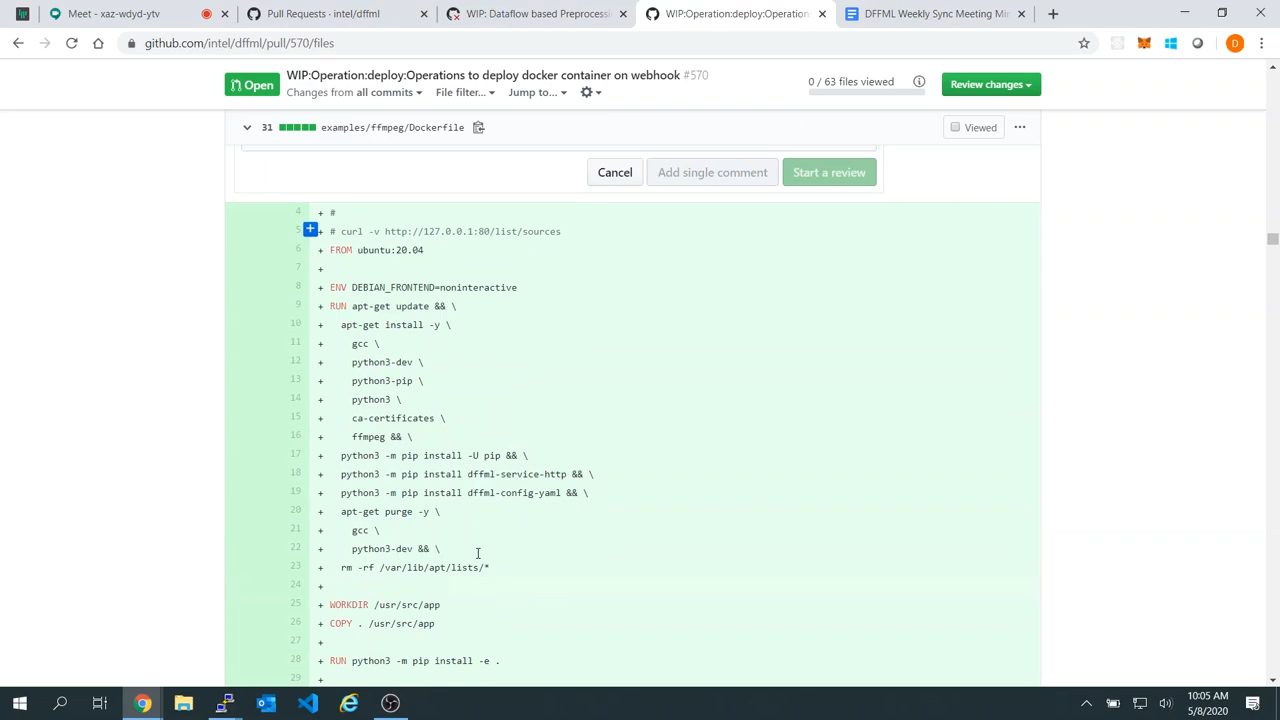 Meet - xaz-wdyd-yt
Pull Requests · intel/dffml
WIP: Dataflow based Preprocessi
WIP:Operation:deploy:Operation
DFFML Weekly Sync Meeting Mi
github.com/intel/dffml/pull/570/files
D
Open
WIP:Operation:deploy:Operations to deploy docker container on webhook #570
Changes from all commits
File filter...
Jump to...
0 / 63 files viewed
Review changes
31 examples/ffmpeg/Dockerfile
Viewed
Cancel
Add single comment
Start a review
4 + #
5 + # curl -v http://127.0.0.1:80/list/sources
6 + FROM ubuntu:20.04
7 +
8 + ENV DEBIAN_FRONTEND=noninteractive
9 + RUN apt-get update && \
10 + apt-get install -y \
11 + gcc \
12 + python3-dev \
13 + python3-pip \
14 + python3 \
15 + ca-certificates \
16 + ffmpeg && \
17 + python3 -m pip install -U pip && \
18 + python3 -m pip install dffml-service-http && \
19 + python3 -m pip install dffml-config-yaml && \
20 + apt-get purge -y \
21 + gcc \
22 + python3-dev && \
23 + rm -rf /var/lib/apt/lists/*
24 +
25 + WORKDIR /usr/src/app
26 + COPY . /usr/src/app
27 +
28 + RUN python3 -m pip install -e .
29 +
10:05 AM
5/8/2020